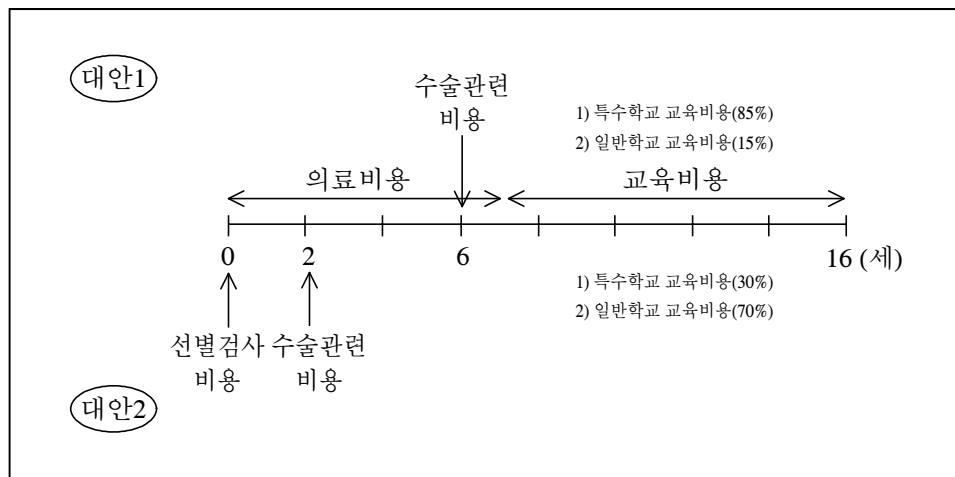 대안1
수술관련
비용
1) 특수학교 교육비용(85%)
2) 일반학교 교육비용(15%)
의료비용
교육비용
0
2
6
16 (세)
1) 특수학교 교육비용(30%)
2) 일반학교 교육비용(70%)
선별검사
비용
수술관련
비용
대안2